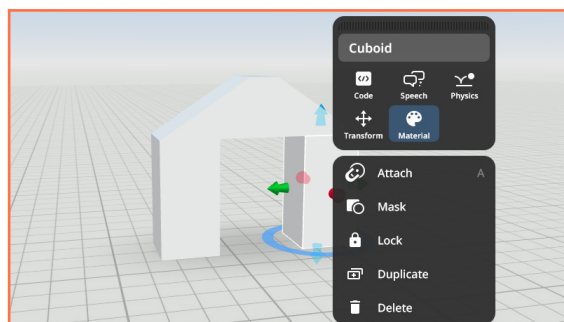 Cuboid
Code Speech Physics
Transform Material
Attach A
Mask
Lock
Duplicate
Delete